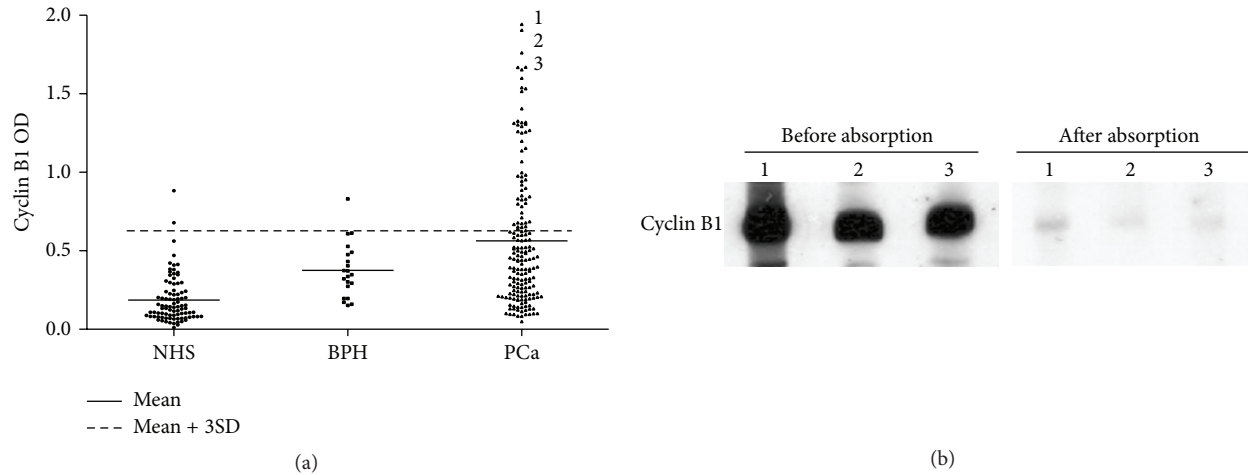 2.0
1.5
1.0
0.5
0.0
Cyclin B1 OD
1
2
3
NHS BPH PCa
Mean
Mean + 3SD
(a)
Before absorption After absorption
1 2 3 1 2 3
Cyclin B1
(b)